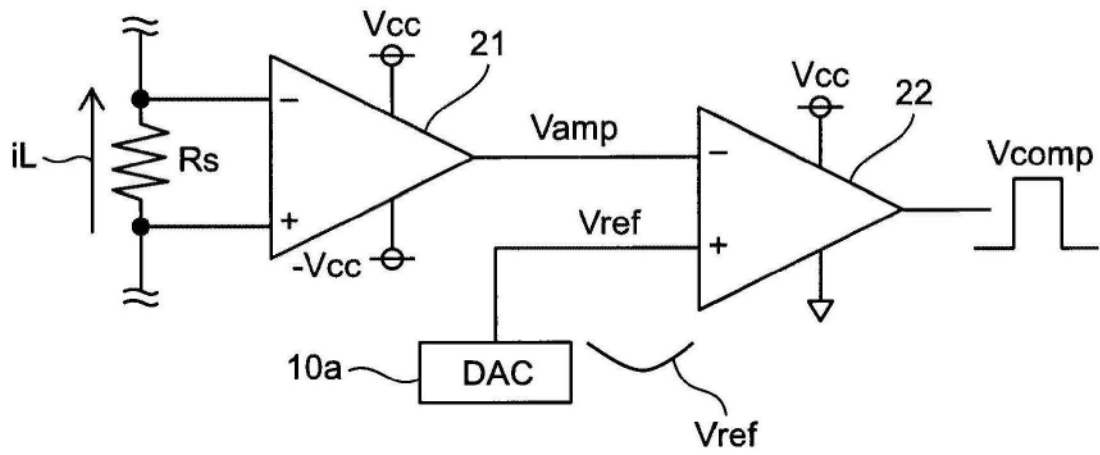 Vcc
21
Vcc
22
iL
Rs
−
+
Vamp
−
Vcomp
Vref
+
-Vcc
10a
DAC
Vref